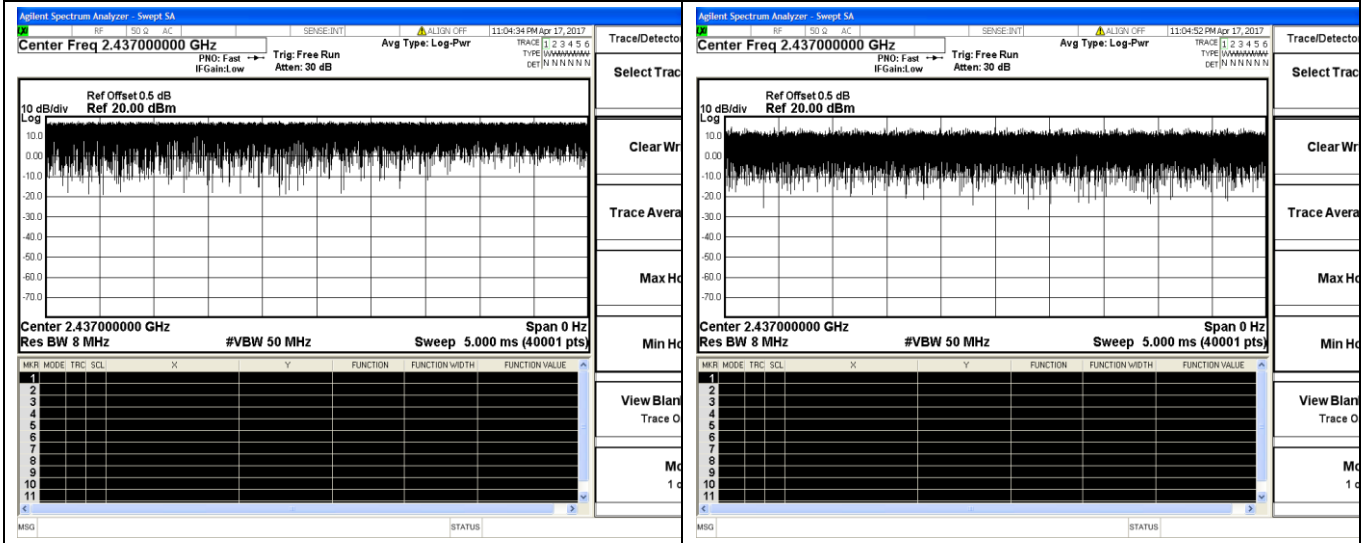 Agilent Spectrum Analyzer - Swept SA
RF 50 Ω AC SENSE:INT ALIGN OFF 11:04:34 PM Apr 17, 2017
Center Freq 2.437000000 GHz
Avg Type: Log-Pwr
TRACE 1 2 3 4 5 6
TYPE
DET N N N N N N
PNO: Fast Trig: Free Run
IFGain:Low Atten: 30 dB
Trace/Detecto
Select Trac
Ref Offset 0.5 dB
10 dB/div Ref 20.00 dBm
Log
10.0
0.00
-10.0
-20.0
-30.0
-40.0
-50.0
-60.0
-70.0
Clear Wr
Trace Avera
Max Ho
Min Ho
View Blan
Trace O
Mo
1 o
Center 2.437000000 GHz Span 0 Hz
Res BW 8 MHz #VBW 50 MHz Sweep 5.000 ms (40001 pts)
MKR MODE TRC SCL X Y FUNCTION FUNCTION WIDTH FUNCTION VALUE
1
2
3
4
5
6
7
8
9
10
11
MSG STATUS
Agilent Spectrum Analyzer - Swept SA
RF 50 Ω AC SENSE:INT ALIGN OFF 11:04:52 PM Apr 17, 2017
Center Freq 2.437000000 GHz
Avg Type: Log-Pwr
TRACE 1 2 3 4 5 6
TYPE
DET N N N N N N
PNO: Fast Trig: Free Run
IFGain:Low Atten: 30 dB
Trace/Detecto
Select Trac
Ref Offset 0.5 dB
10 dB/div Ref 20.00 dBm
Log
10.0
0.00
-10.0
-20.0
-30.0
-40.0
-50.0
-60.0
-70.0
Clear Wr
Trace Avera
Max Ho
Min Ho
View Blan
Trace O
Mo
1 o
Center 2.437000000 GHz Span 0 Hz
Res BW 8 MHz #VBW 50 MHz Sweep 5.000 ms (40001 pts)
MKR MODE TRC SCL X Y FUNCTION FUNCTION WIDTH FUNCTION VALUE
1
2
3
4
5
6
7
8
9
10
11
MSG STATUS